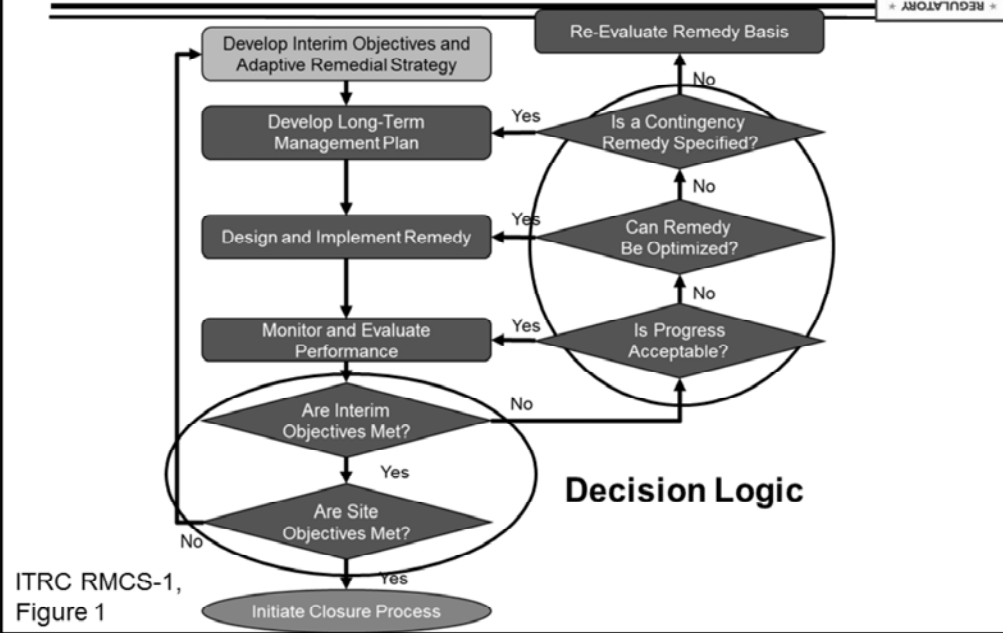 REGULATORY
Develop Interim Objectives and
Adaptive Remedial Strategy
Re-Evaluate Remedy Basis
No
Develop Long-Term
Management Plan
Yes
Is a Contingency
Remedy Specified?
No
Design and Implement Remedy
Yes
Can Remedy
Be Optimized?
No
Monitor and Evaluate
Performance
Yes
Is Progress
Acceptable?
Are Interim
Objectives Met?
No
Yes
Decision Logic
Are Site
Objectives Met?
No
Yes
ITRC RMCS-1,
Figure 1
Initiate Closure Process